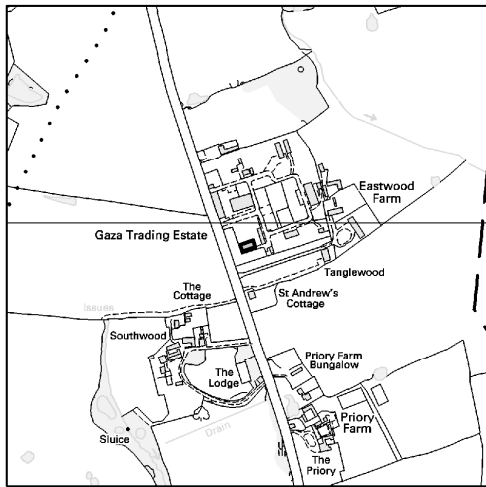 Eastwood
Farm
Gaza Trading Estate
Tanglewood
The
Cottage
St Andrew's
Cottage
Issues
Southwood
Priory Farm
Bungalow
The
Lodge
Priory
Farm
Drain
Sluice
The
Priory